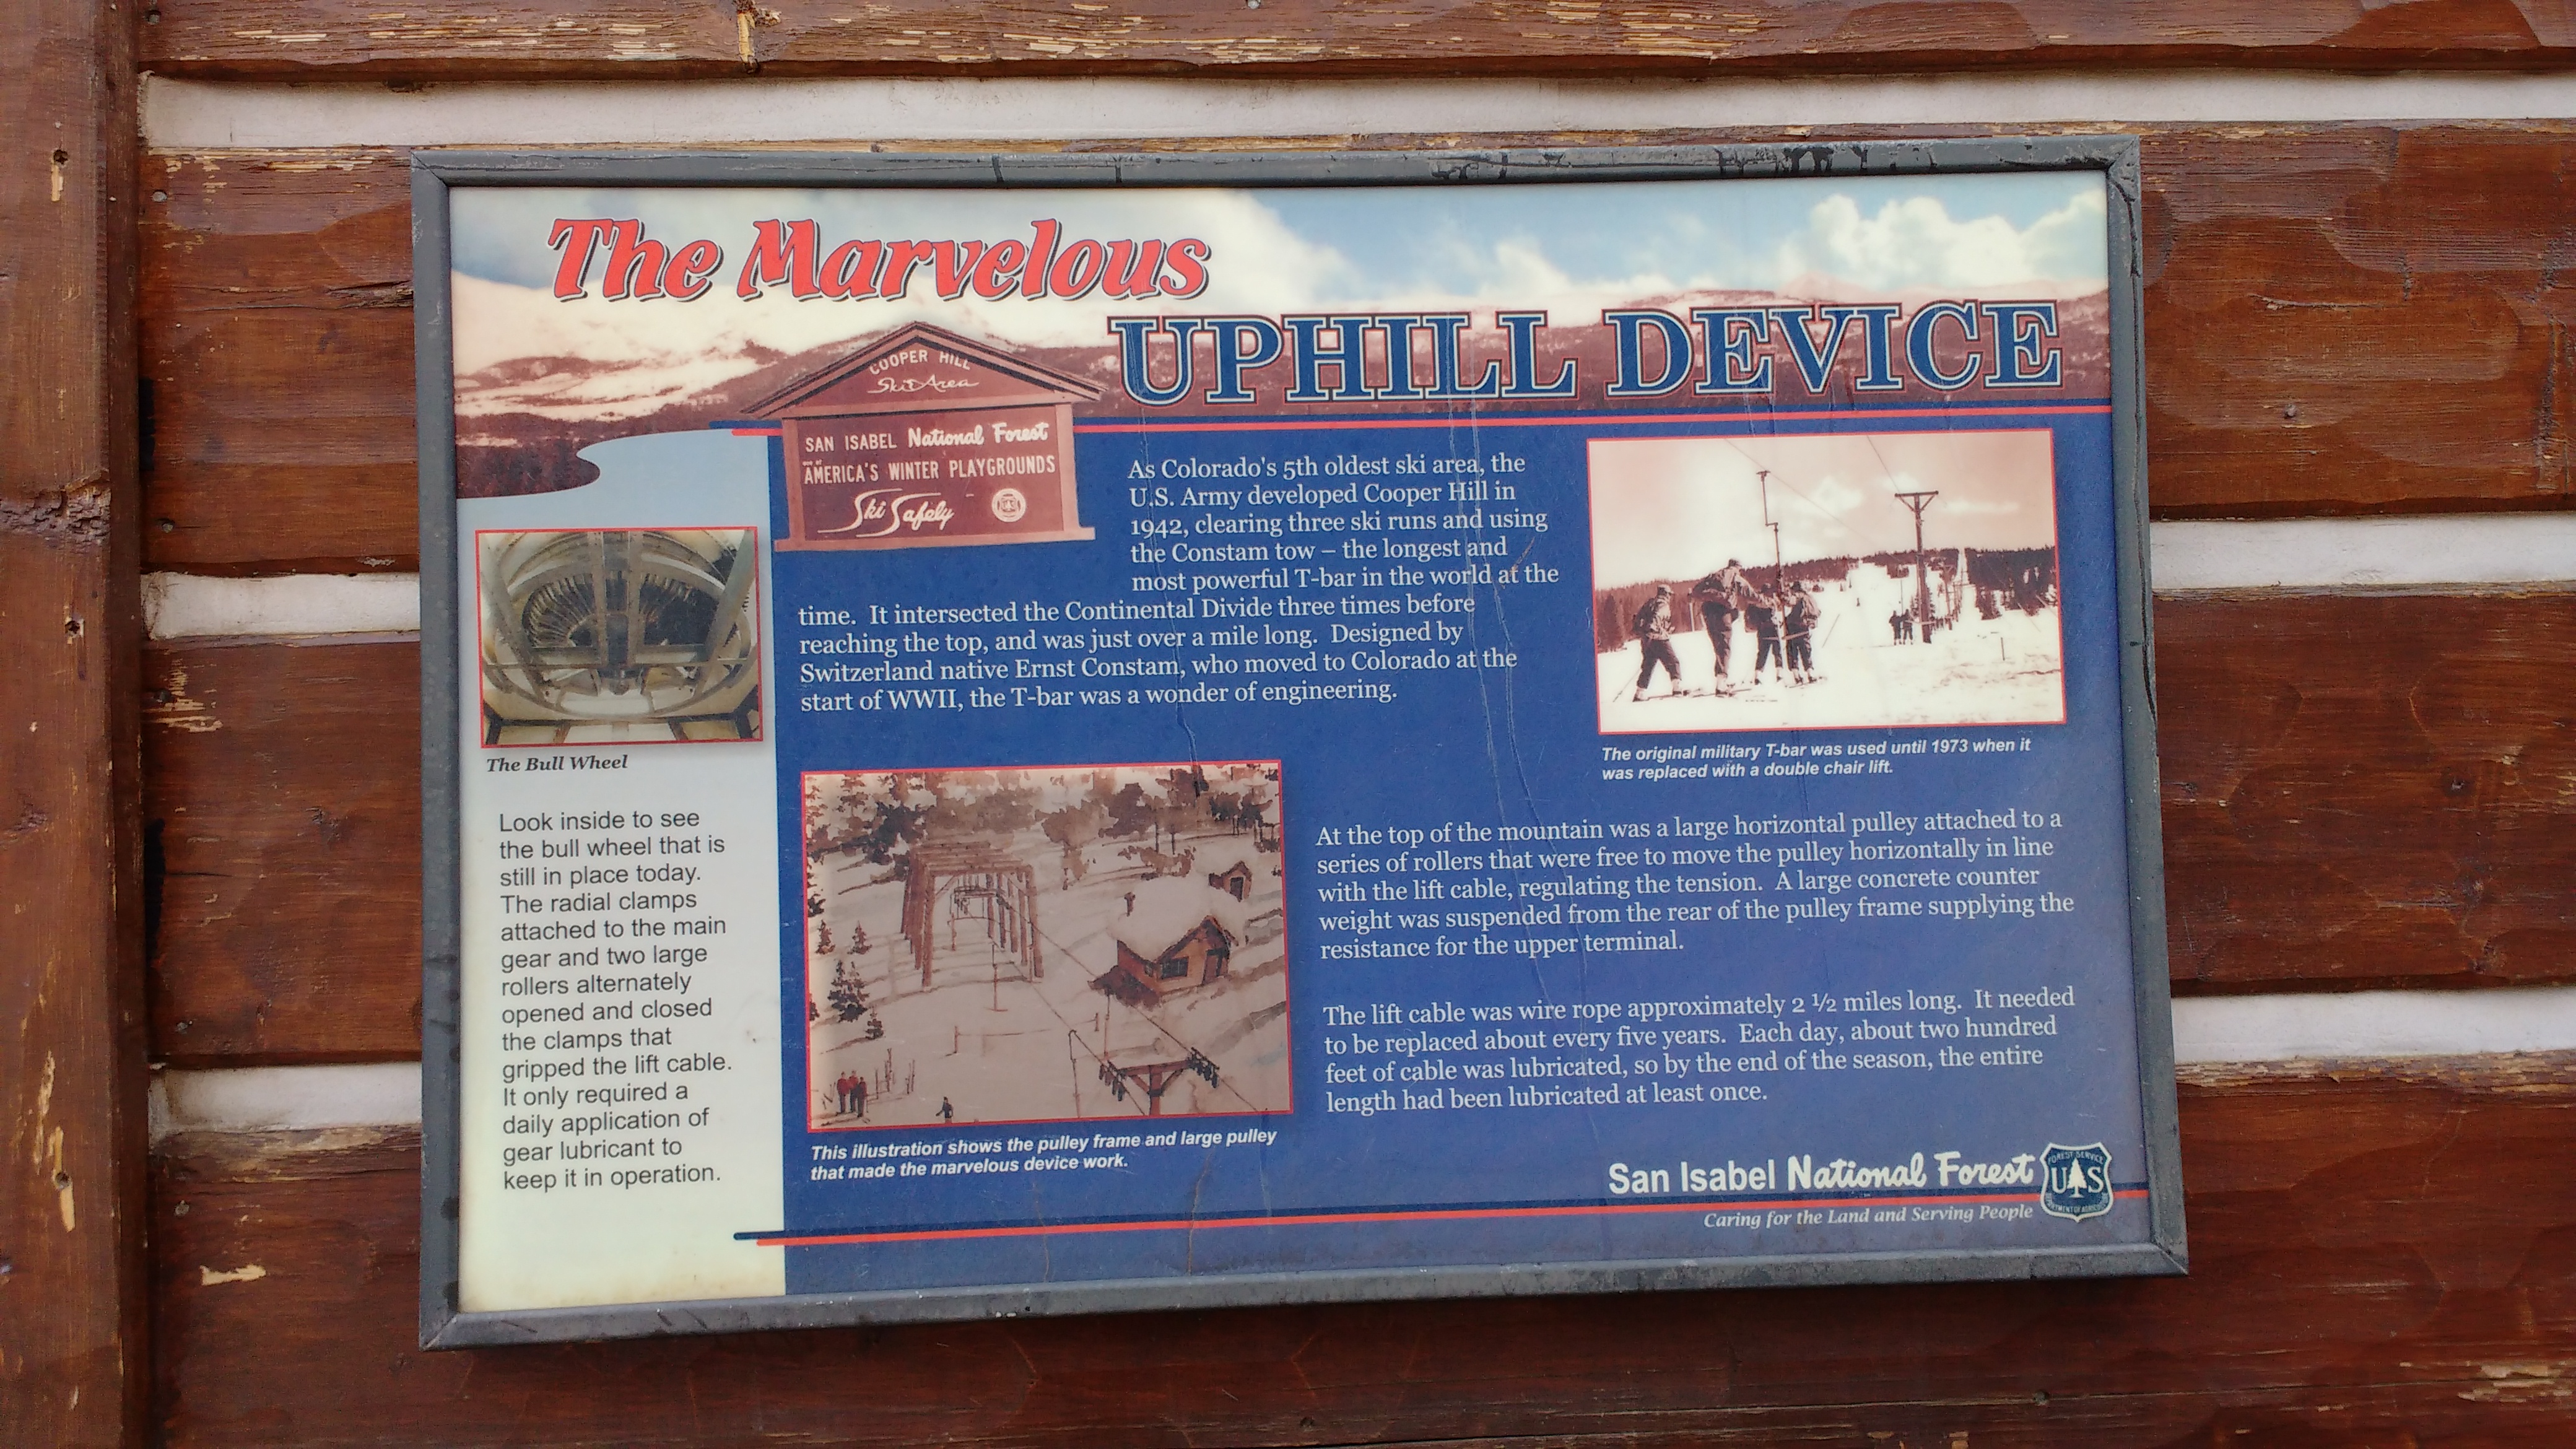 The Marvelous
UPHILL DEVICE
COOPER HILL
Ski Area
SAN ISABEL National Forest
AMERICA'S WINTER PLAYGROUNDS
Ski Safely
As Colorado's 5th oldest ski area, the
U.S. Army developed Cooper Hill in
1942, clearing three ski runs and using
the Constam tow – the longest and
most powerful T-bar in the world at the
time.  It intersected the Continental Divide three times before
reaching the top, and was just over a mile long.  Designed by
Switzerland native Ernst Constam, who moved to Colorado at the
start of WWII, the T-bar was a wonder of engineering.
The original military T-bar was used until 1973 when it
was replaced with a double chair lift.
The Bull Wheel
Look inside to see
the bull wheel that is
still in place today.
The radial clamps
attached to the main
gear and two large
rollers alternately
opened and closed
the clamps that
gripped the lift cable.
It only required a
daily application of
gear lubricant to
keep it in operation.
This illustration shows the pulley frame and large pulley
that made the marvelous device work.
At the top of the mountain was a large horizontal pulley attached to a
series of rollers that were free to move the pulley horizontally in line
with the lift cable, regulating the tension.  A large concrete counter
weight was suspended from the rear of the pulley frame supplying the
resistance for the upper terminal.
The lift cable was wire rope approximately 2 ½ miles long.  It needed
to be replaced about every five years.  Each day, about two hundred
feet of cable was lubricated, so by the end of the season, the entire
length had been lubricated at least once.
San Isabel National Forest
Caring for the Land and Serving People
FOREST SERVICE
US